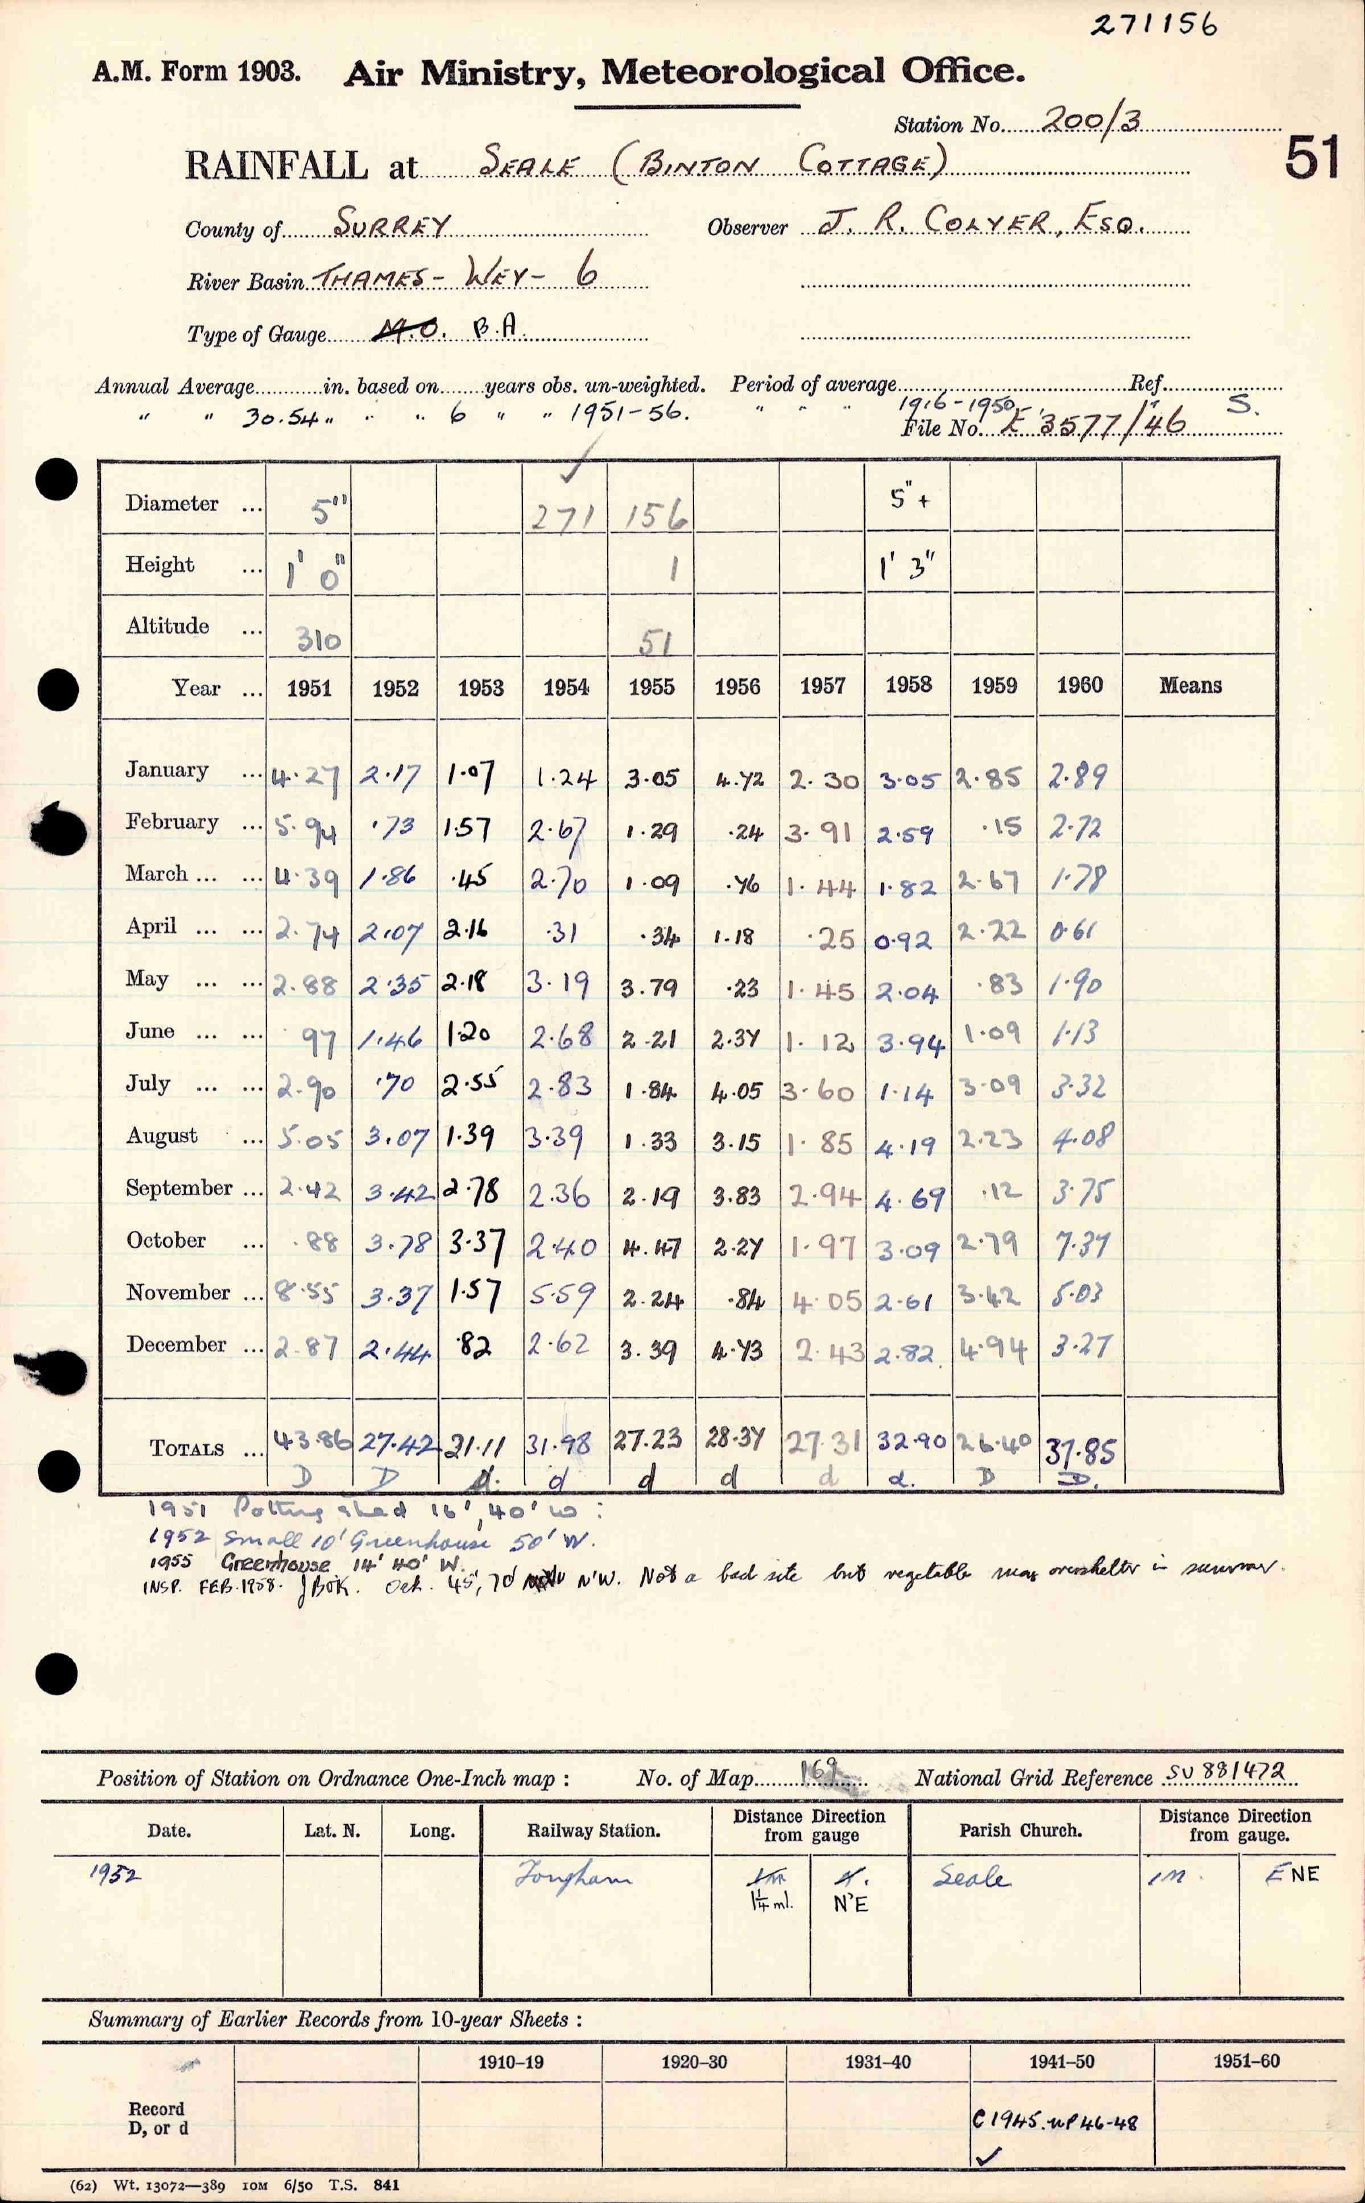 271156
A.M. Form 1903. Air Ministry, Meteorological Office.
Station No. 200/3
51
RAINFALL at SEALE (BINTON COTTAGE)
County of SURREY Observer J. R. COLYER, ESQ.
River Basin THAMES - WEY - 6
Type of Gauge M.O. B.A.
Annual Average in. based on years obs. un-weighted. Period of average Ref.
" " 30.54 " " " 6 " " 1951-56. " " " 1916-1950 " S.
File No. E 3577/46
Diameter ... 5" 271 156 5" +
Height ... 1' 0" 1 1' 3"
Altitude ... 310 51
Year ... 1951 1952 1953 1954 1955 1956 1957 1958 1959 1960 Means
January ... 4.27 2.17 1.07 1.24 3.05 4.72 2.30 3.05 2.85 2.89
February ... 5.94 .73 1.57 2.67 1.29 .24 3.91 2.59 .15 2.72
March ... ... 4.39 1.86 .45 2.70 1.09 .76 1.44 1.82 2.67 1.78
April ... ... 2.74 2.07 2.16 .31 .34 1.18 .25 0.92 2.22 0.61
May ... ... 2.88 2.35 2.18 3.19 3.79 .23 1.45 2.04 .83 1.90
June ... ... .97 1.46 1.20 2.68 2.21 2.37 1.12 3.94 1.09 1.13
July ... ... 2.90 .70 2.55 2.83 1.84 4.05 3.60 1.14 3.09 3.32
August ... 5.05 3.07 1.39 3.39 1.33 3.15 1.85 4.19 2.23 4.08
September ... 2.42 3.42 2.78 2.36 2.19 3.83 2.94 4.69 .12 3.75
October ... .88 3.78 3.37 2.40 4.47 2.27 1.97 3.09 2.79 7.37
November ... 8.55 3.37 1.57 5.59 2.24 .84 4.05 2.61 3.42 5.03
December ... 2.87 2.44 .82 2.62 3.39 4.73 2.43 2.82 4.94 3.27
TOTALS ... 43.86 27.42 21.11 31.98 27.23 28.37 27.31 32.90 26.40 37.85
D D d. d d d d d. D D.
1951 Potting shed 16', 40' W :
1952 Small 10' Greenhouse 50' W.
1955 Greenhouse 14' 40' W.
INSP. FEB. 1958. 45', 70' N'W. Not a bad site but vegetable may overshelter in summer.
Position of Station on Ordnance One-Inch map : No. of Map 169 National Grid Reference SU 881472
Date. Lat. N. Long. Railway Station. Distance Direction from gauge Parish Church. Distance Direction from gauge.
1952 Tongham 1M N. Seale 1M. ENE
1¼ ml. N'E
Summary of Earlier Records from 10-year Sheets :
1910–19 1920–30 1931–40 1941–50 1951–60
Record
D, or d
C 1945. NP 46-48
✓
(62) Wt. 13072—389 10M 6/50 T.S. 841